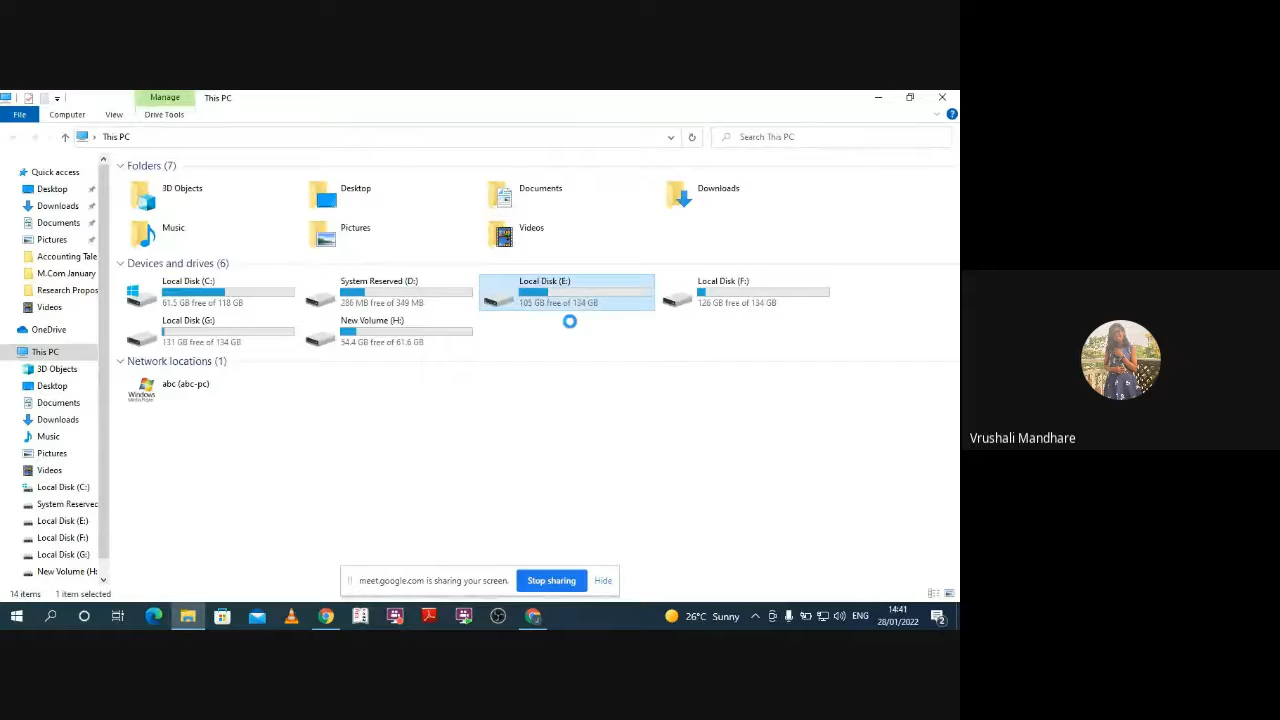 Manage
This PC
File
Computer
View
Drive Tools
This PC
Search This PC
Quick access
Desktop
Downloads
Documents
Pictures
Accounting Tale
M.Com January
Research Propos
Videos
OneDrive
This PC
3D Objects
Desktop
Documents
Downloads
Music
Pictures
Videos
Local Disk (C:)
System Reserved
Local Disk (E:)
Local Disk (F:)
Local Disk (G:)
New Volume (H:
Folders (7)
3D Objects
Desktop
Documents
Downloads
Music
Pictures
Videos
Devices and drives (6)
Local Disk (C:)
61.5 GB free of 118 GB
System Reserved (D:)
286 MB free of 349 MB
Local Disk (E:)
105 GB free of 134 GB
Local Disk (F:)
126 GB free of 134 GB
Local Disk (G:)
131 GB free of 134 GB
New Volume (H:)
54.4 GB free of 61.6 GB
Network locations (1)
abc (abc-pc)
Windows
Media Player
meet.google.com is sharing your screen.
Stop sharing
Hide
14 items
1 item selected
26°C Sunny
ENG
14:41
28/01/2022
2
Vrushali Mandhare